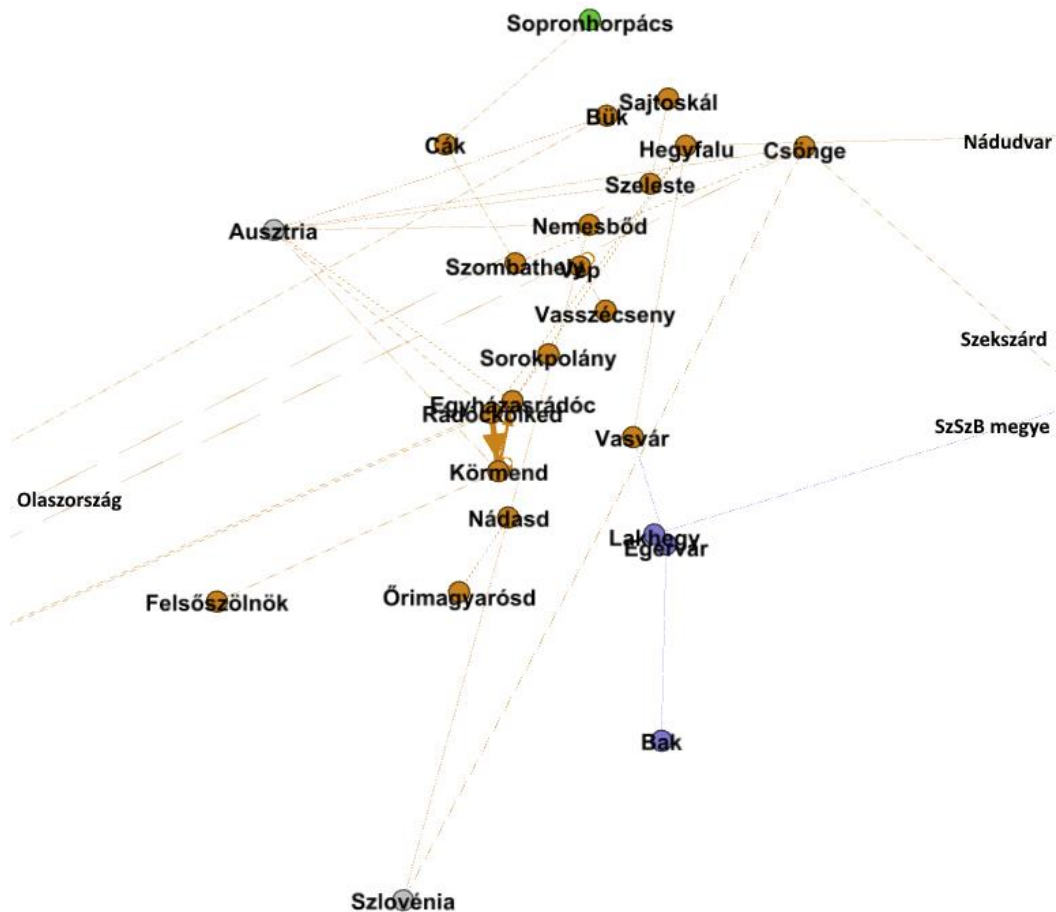 Sopronhorpács
Sajtoskál
Bük
Cák
Hegyfalu
Csönge
Nádudvar
Szeleste
Ausztria
Nemesbőd
Szombathely
Vép
Vasszécseny
Szekszárd
Sorokpolány
Egyházasrádóc
Rádóckölked
SzSzB megye
Vasvár
Körmend
Olaszország
Nádasd
Lakhegy
Egervár
Felsőszölnök
Őrimagyarósd
Bak
Szlovénia